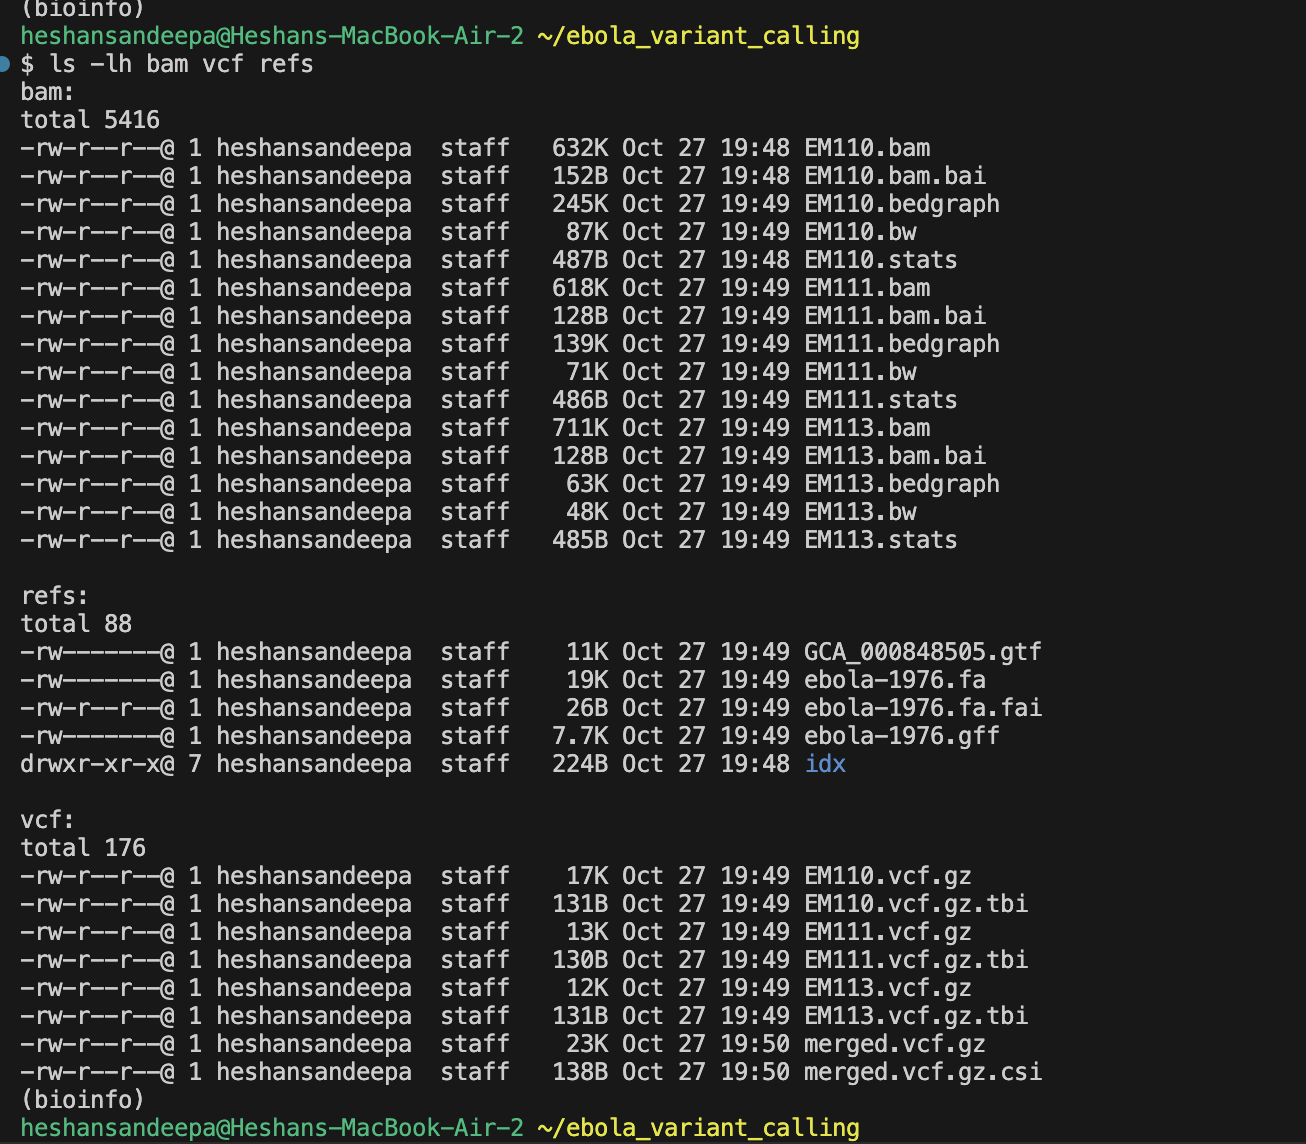 (bioinfo)
heshansandeepa@Heshans-MacBook-Air-2 ~/ebola_variant_calling
$ ls -lh bam vcf refs
bam:
total 5416
-rw-r--r--@ 1 heshansandeepa  staff   632K Oct 27 19:48 EM110.bam
-rw-r--r--@ 1 heshansandeepa  staff   152B Oct 27 19:48 EM110.bam.bai
-rw-r--r--@ 1 heshansandeepa  staff   245K Oct 27 19:49 EM110.bedgraph
-rw-r--r--@ 1 heshansandeepa  staff    87K Oct 27 19:49 EM110.bw
-rw-r--r--@ 1 heshansandeepa  staff   487B Oct 27 19:48 EM110.stats
-rw-r--r--@ 1 heshansandeepa  staff   618K Oct 27 19:49 EM111.bam
-rw-r--r--@ 1 heshansandeepa  staff   128B Oct 27 19:49 EM111.bam.bai
-rw-r--r--@ 1 heshansandeepa  staff   139K Oct 27 19:49 EM111.bedgraph
-rw-r--r--@ 1 heshansandeepa  staff    71K Oct 27 19:49 EM111.bw
-rw-r--r--@ 1 heshansandeepa  staff   486B Oct 27 19:49 EM111.stats
-rw-r--r--@ 1 heshansandeepa  staff   711K Oct 27 19:49 EM113.bam
-rw-r--r--@ 1 heshansandeepa  staff   128B Oct 27 19:49 EM113.bam.bai
-rw-r--r--@ 1 heshansandeepa  staff    63K Oct 27 19:49 EM113.bedgraph
-rw-r--r--@ 1 heshansandeepa  staff    48K Oct 27 19:49 EM113.bw
-rw-r--r--@ 1 heshansandeepa  staff   485B Oct 27 19:49 EM113.stats

refs:
total 88
-rw-------@ 1 heshansandeepa  staff    11K Oct 27 19:49 GCA_000848505.gtf
-rw-------@ 1 heshansandeepa  staff    19K Oct 27 19:49 ebola-1976.fa
-rw-r--r--@ 1 heshansandeepa  staff    26B Oct 27 19:49 ebola-1976.fa.fai
-rw-------@ 1 heshansandeepa  staff   7.7K Oct 27 19:49 ebola-1976.gff
drwxr-xr-x@ 7 heshansandeepa  staff   224B Oct 27 19:48 idx

vcf:
total 176
-rw-r--r--@ 1 heshansandeepa  staff    17K Oct 27 19:49 EM110.vcf.gz
-rw-r--r--@ 1 heshansandeepa  staff   131B Oct 27 19:49 EM110.vcf.gz.tbi
-rw-r--r--@ 1 heshansandeepa  staff    13K Oct 27 19:49 EM111.vcf.gz
-rw-r--r--@ 1 heshansandeepa  staff   130B Oct 27 19:49 EM111.vcf.gz.tbi
-rw-r--r--@ 1 heshansandeepa  staff    12K Oct 27 19:49 EM113.vcf.gz
-rw-r--r--@ 1 heshansandeepa  staff   131B Oct 27 19:49 EM113.vcf.gz.tbi
-rw-r--r--@ 1 heshansandeepa  staff    23K Oct 27 19:50 merged.vcf.gz
-rw-r--r--@ 1 heshansandeepa  staff   138B Oct 27 19:50 merged.vcf.gz.csi
(bioinfo)
heshansandeepa@Heshans-MacBook-Air-2 ~/ebola_variant_calling